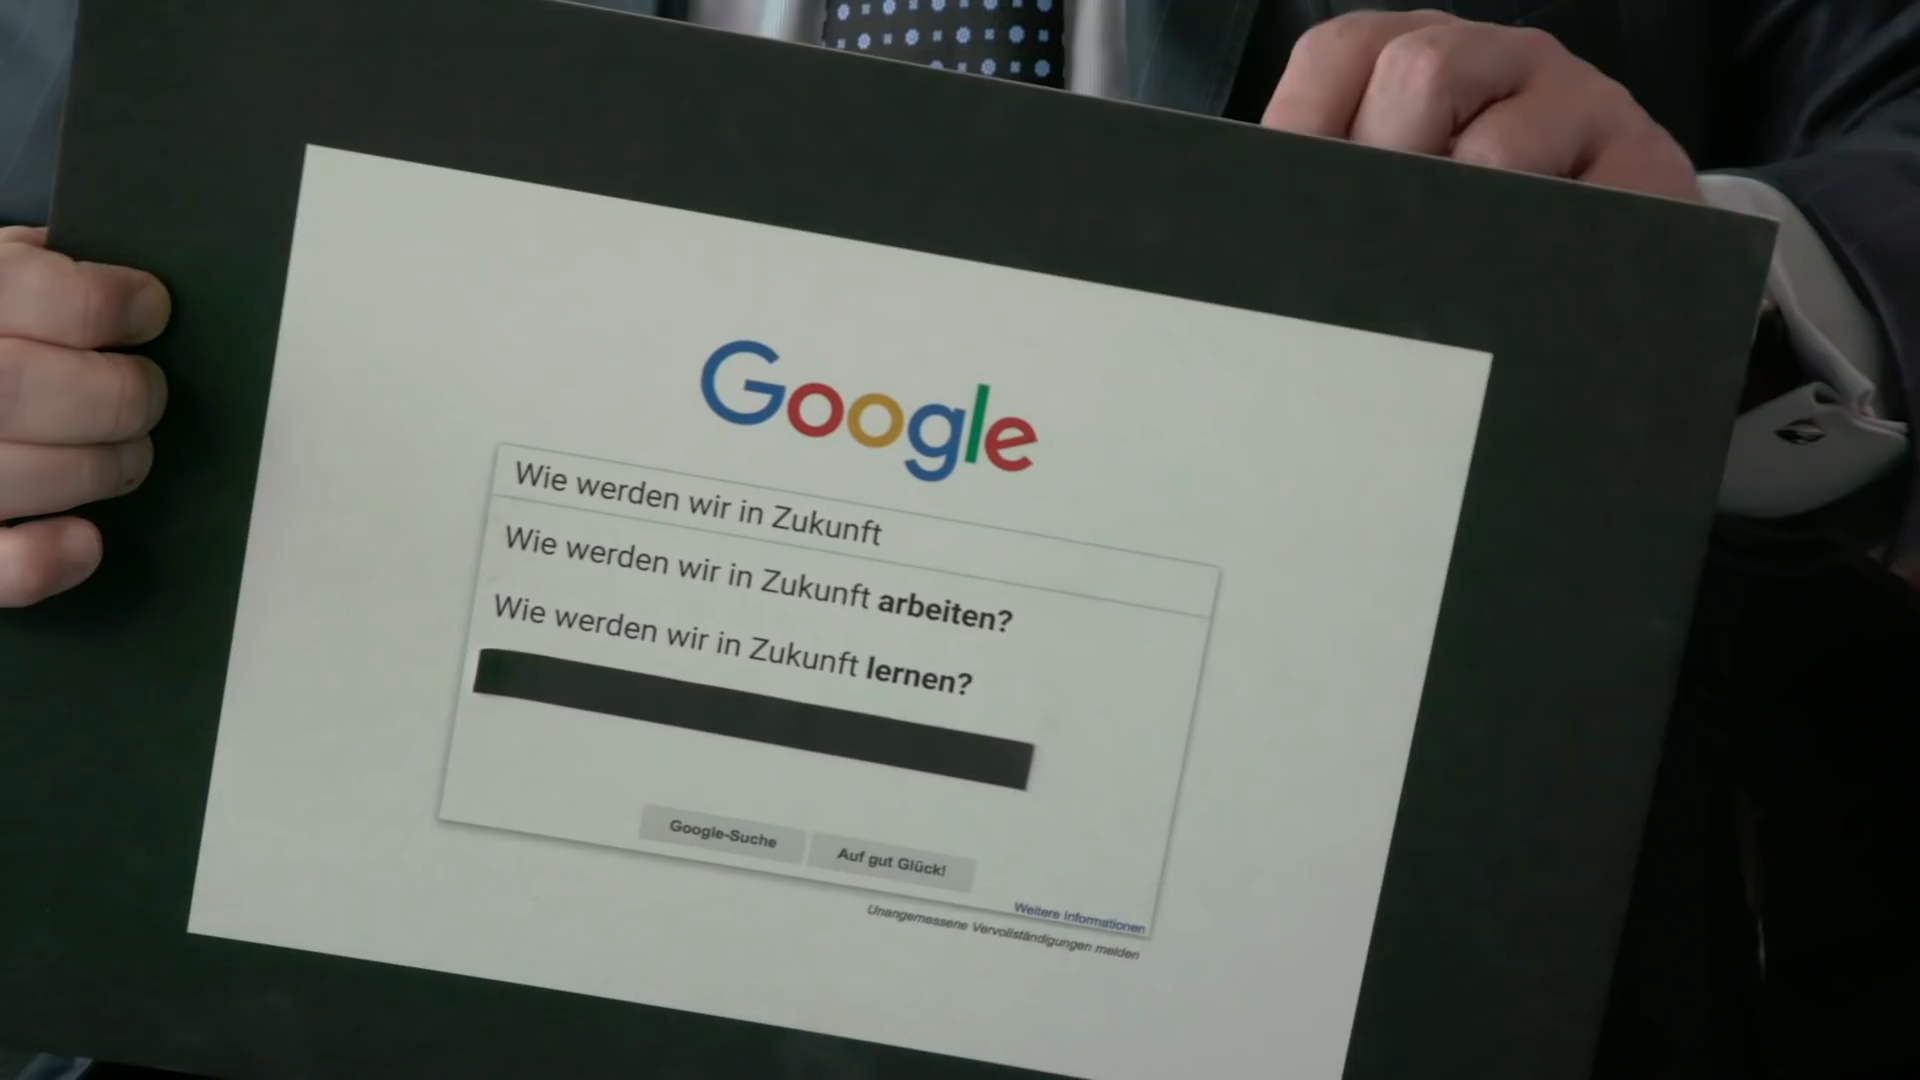 Google
Wie werden wir in Zukunft
Wie werden wir in Zukunft arbeiten?
Wie werden wir in Zukunft lernen?
Google-Suche
Auf gut Glück!
Weitere Informationen
Unangemessene Vervollständigungen melden